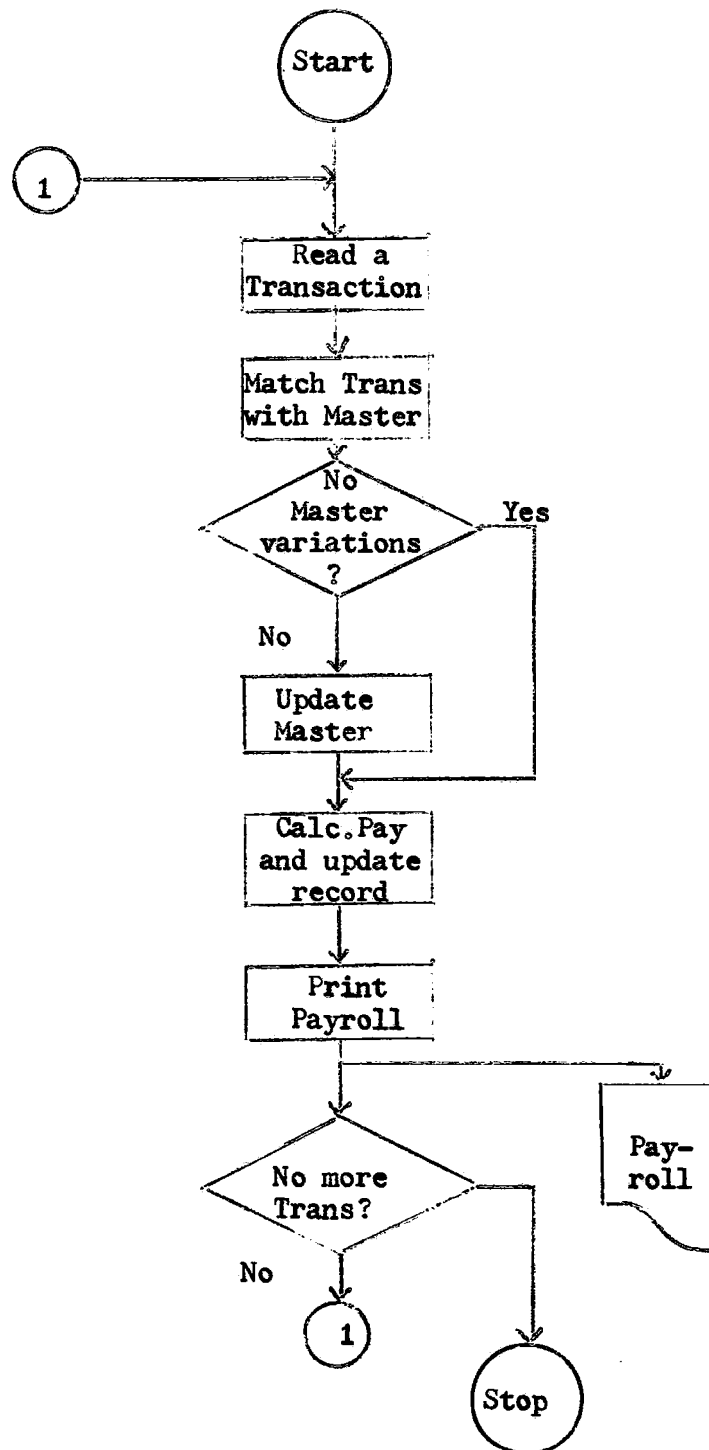 Start
1
Read a
Transaction
Match Trans
with Master
No
Master
variations
?
Yes
No
Update
Master
Calc.Pay
and update
record
Print
Payroll
Pay-
roll
No more
Trans?
No
1
Stop